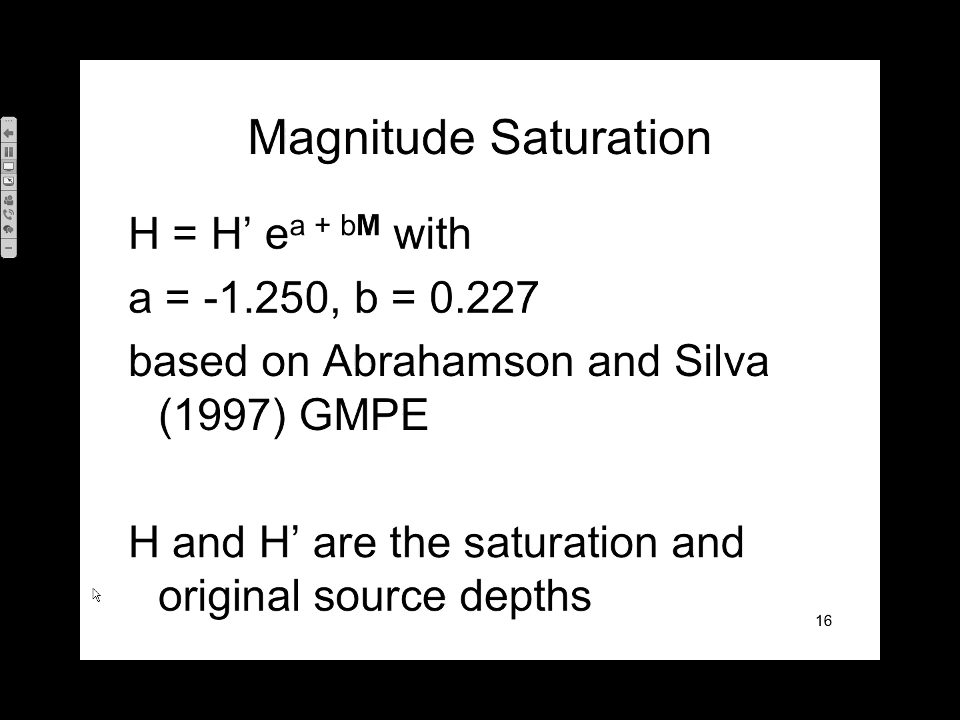 Magnitude Saturation
H = H’ e^a + bM with
a = -1.250, b = 0.227
based on Abrahamson and Silva
(1997) GMPE
H and H’ are the saturation and
original source depths
16